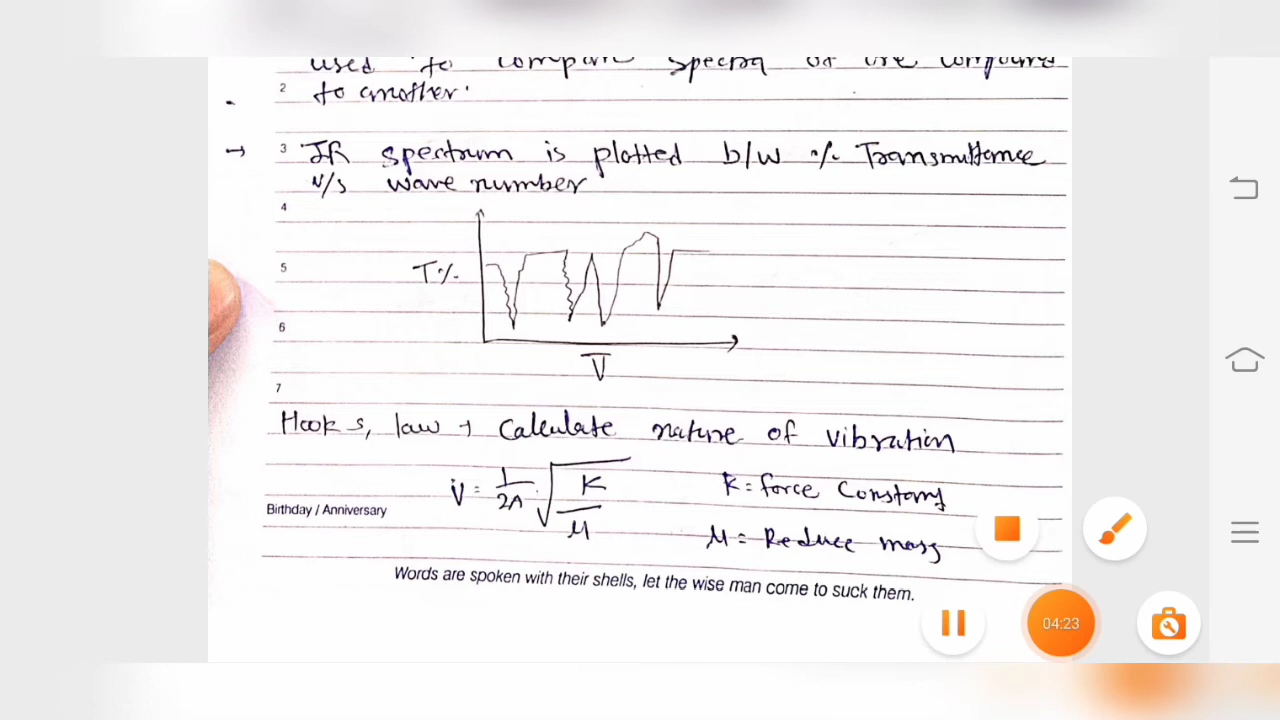 used to compare spectra of one compound
2 to another.
→ 3 IR spectrum is plotted b/w % Transmittence
v/s wave number
4
5 T%
6
V̅
7
Hook s, law → Calculate nature of vibration
v̇ = 1/2π √K/μ K = force Constant
Birthday / Anniversary
μ = Reduce mass
Words are spoken with their shells, let the wise man come to suck them.
04:23